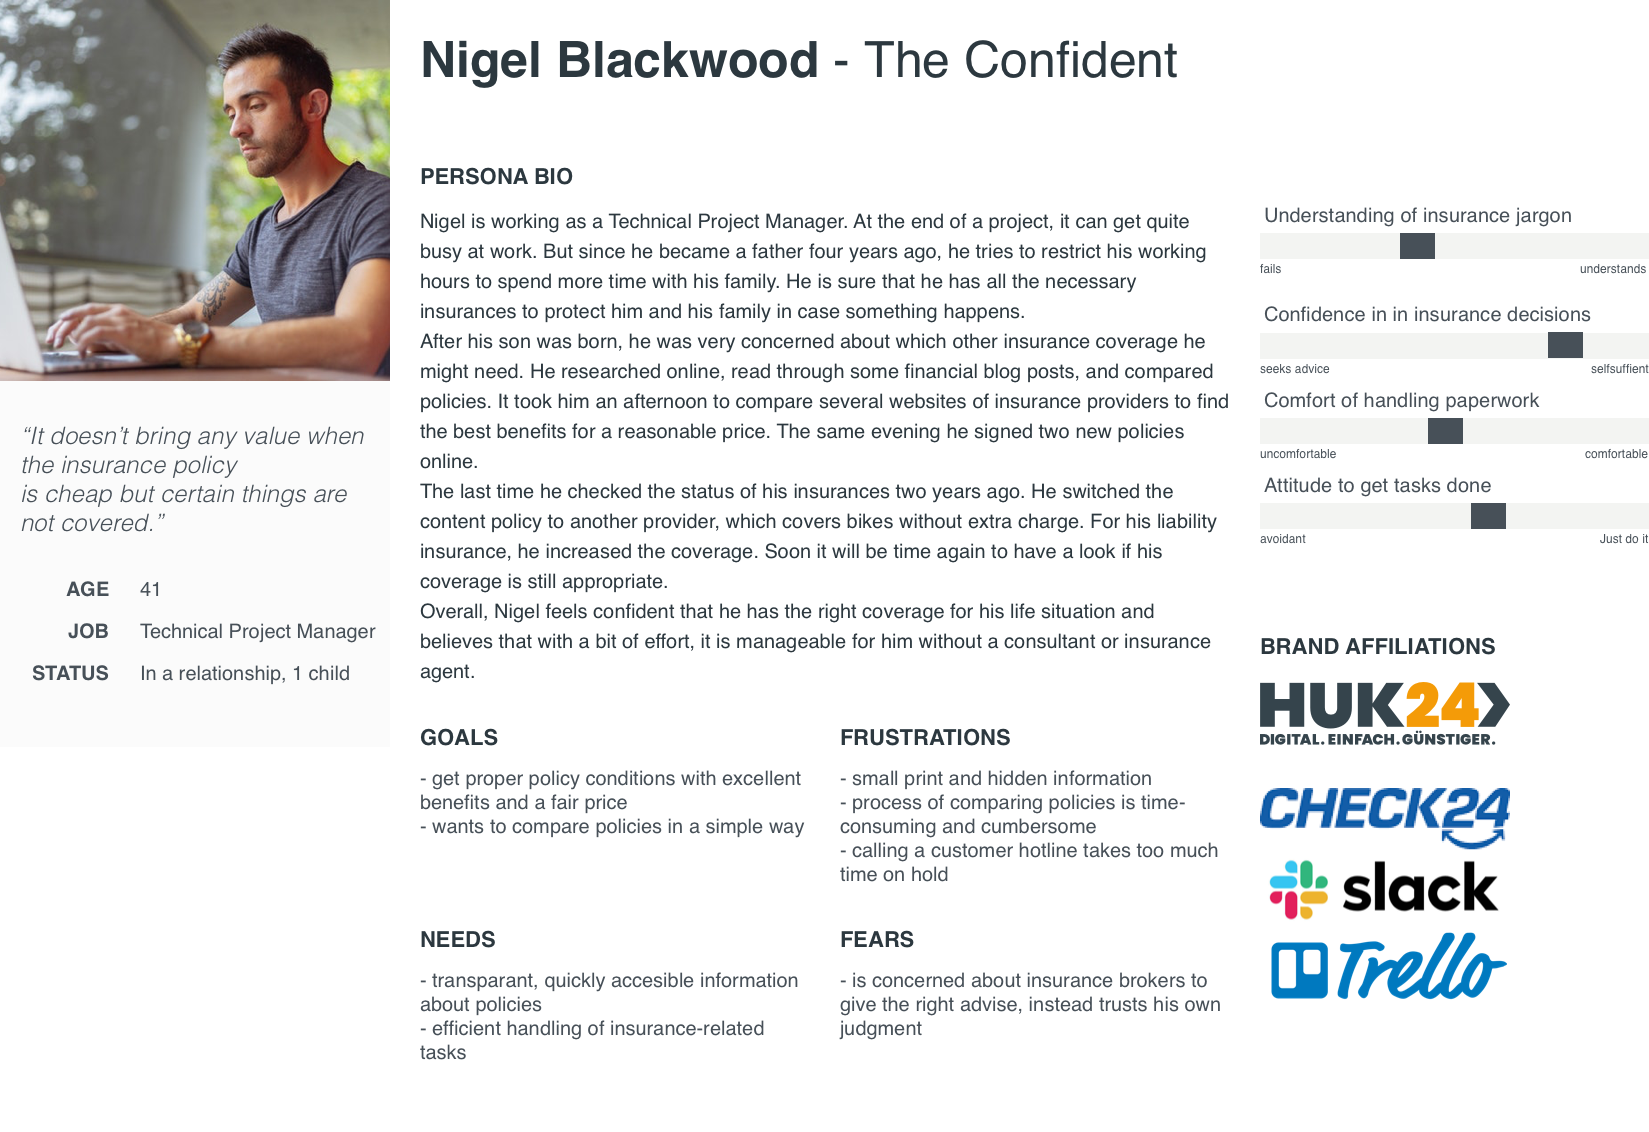 Nigel Blackwood - The Confident
“It doesn’t bring any value when
the insurance policy
is cheap but certain things are
not covered.”
AGE 41
JOB Technical Project Manager
STATUS In a relationship, 1 child
PERSONA BIO
Nigel is working as a Technical Project Manager. At the end of a project, it can get quite
busy at work. But since he became a father four years ago, he tries to restrict his working
hours to spend more time with his family. He is sure that he has all the necessary
insurances to protect him and his family in case something happens.
After his son was born, he was very concerned about which other insurance coverage he
might need. He researched online, read through some financial blog posts, and compared
policies. It took him an afternoon to compare several websites of insurance providers to find
the best benefits for a reasonable price. The same evening he signed two new policies
online.
The last time he checked the status of his insurances two years ago. He switched the
content policy to another provider, which covers bikes without extra charge. For his liability
insurance, he increased the coverage. Soon it will be time again to have a look if his
coverage is still appropriate.
Overall, Nigel feels confident that he has the right coverage for his life situation and
believes that with a bit of effort, it is manageable for him without a consultant or insurance
agent.
GOALS
- get proper policy conditions with excellent
benefits and a fair price
- wants to compare policies in a simple way
FRUSTRATIONS
- small print and hidden information
- process of comparing policies is time-
consuming and cumbersome
- calling a customer hotline takes too much
time on hold
NEEDS
- transparant, quickly accesible information
about policies
- efficient handling of insurance-related
tasks
FEARS
- is concerned about insurance brokers to
give the right advise, instead trusts his own
judgment
Understanding of insurance jargon
fails understands
Confidence in in insurance decisions
seeks advice selfsuffient
Comfort of handling paperwork
uncomfortable comfortable
Attitude to get tasks done
avoidant Just do it
BRAND AFFILIATIONS
HUK24
DIGITAL. EINFACH. GÜNSTIGER.
CHECK24
slack
Trello